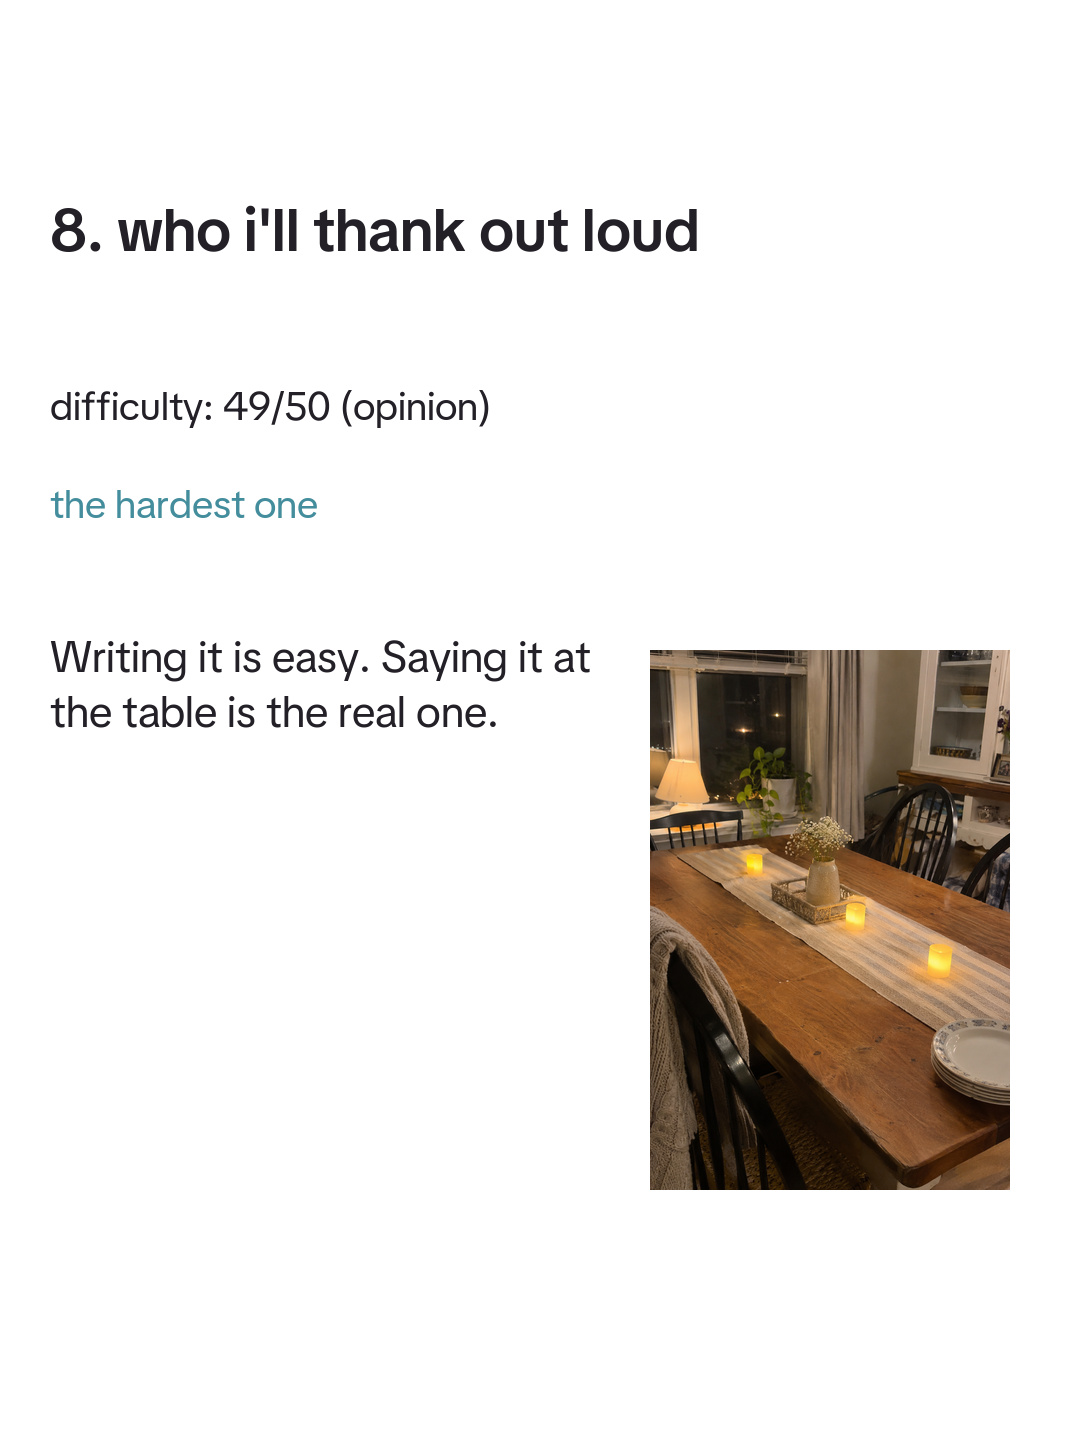 8. who i'll thank out loud
difficulty: 49/50 (opinion)
the hardest one
Writing it is easy. Saying it at
the table is the real one.